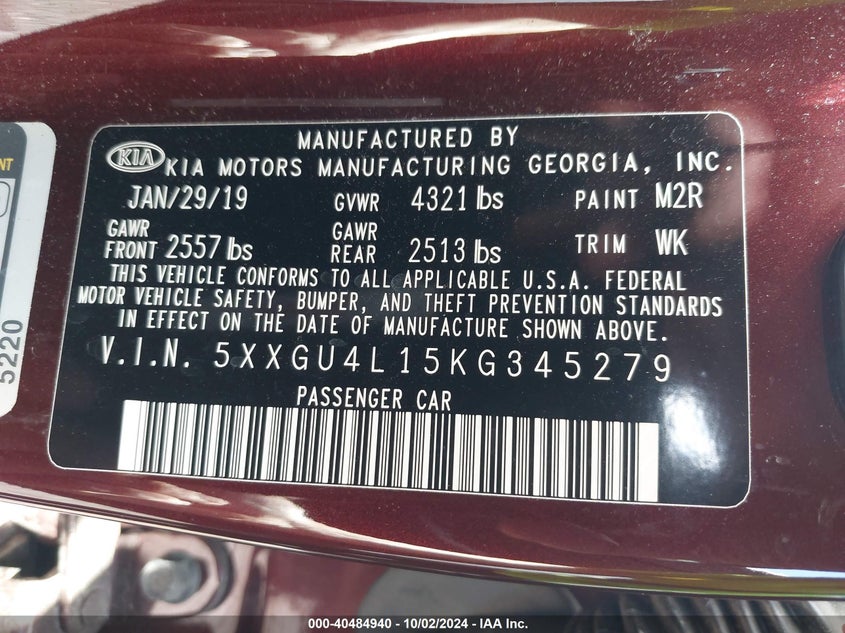 MANUFACTURED BY
KIA KIA MOTORS MANUFACTURING GEORGIA, INC.
JAN/29/19 GVWR 4321 lbs PAINT M2R
GAWR FRONT 2557 lbs GAWR REAR 2513 lbs TRIM WK
THIS VEHICLE CONFORMS TO ALL APPLICABLE U.S.A. FEDERAL
MOTOR VEHICLE SAFETY, BUMPER, AND THEFT PREVENTION STANDARDS
IN EFFECT ON THE DATE OF MANUFACTURE SHOWN ABOVE.
V.I.N. 5XXGU4L15KG345279
PASSENGER CAR
5220
000-40484940 - 10/02/2024 - IAA Inc.